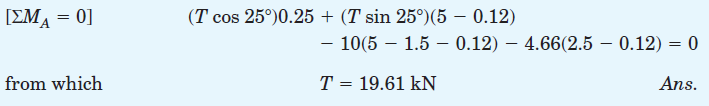 [ΣM_A = 0] (T cos 25°)0.25 + (T sin 25°)(5 − 0.12)
− 10(5 − 1.5 − 0.12) − 4.66(2.5 − 0.12) = 0
from which T = 19.61 kN Ans.